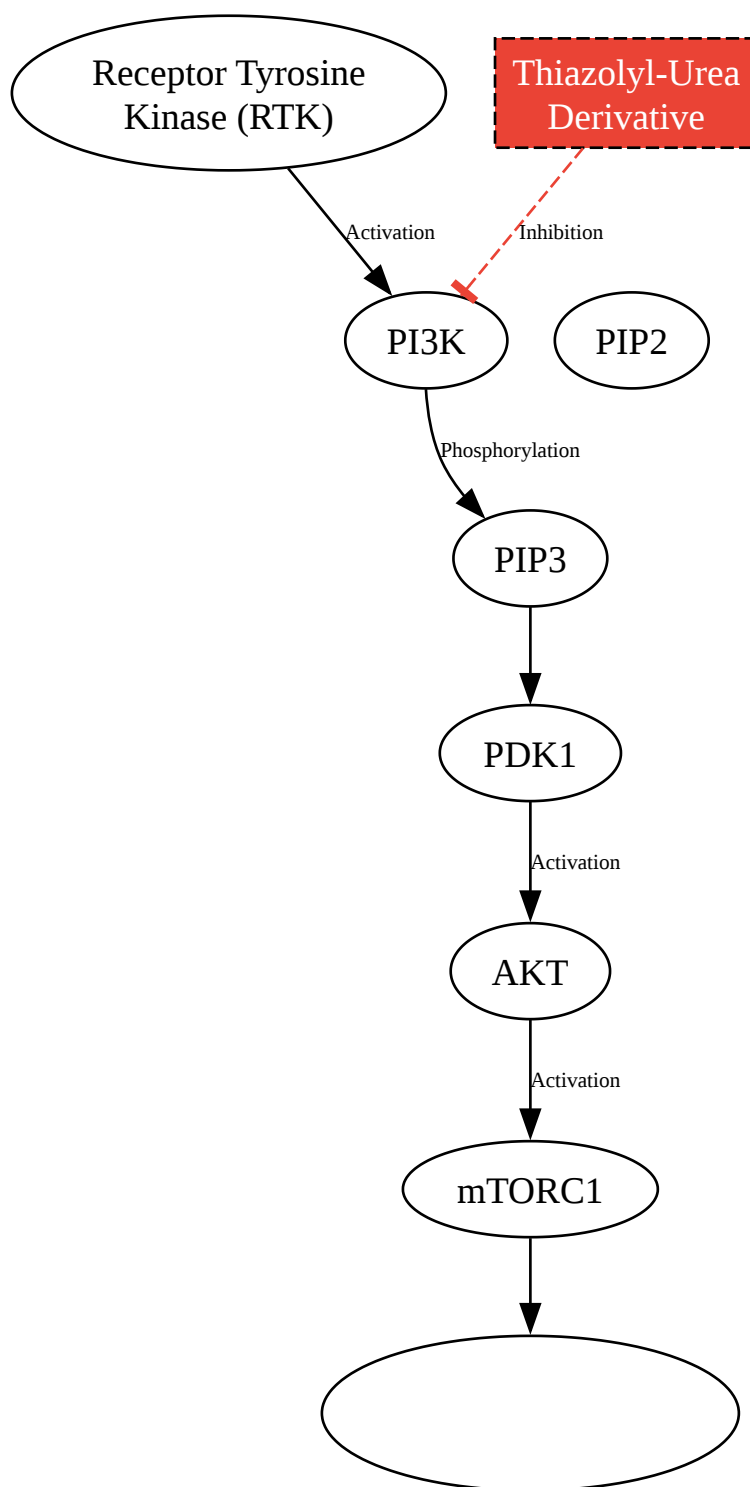 Receptor Tyrosine
Kinase (RTK)
Thiazolyl-Urea
Derivative
Activation
Inhibition
PI3K
PIP2
Phosphorylation
PIP3
PDK1
Activation
AKT
Activation
mTORC1